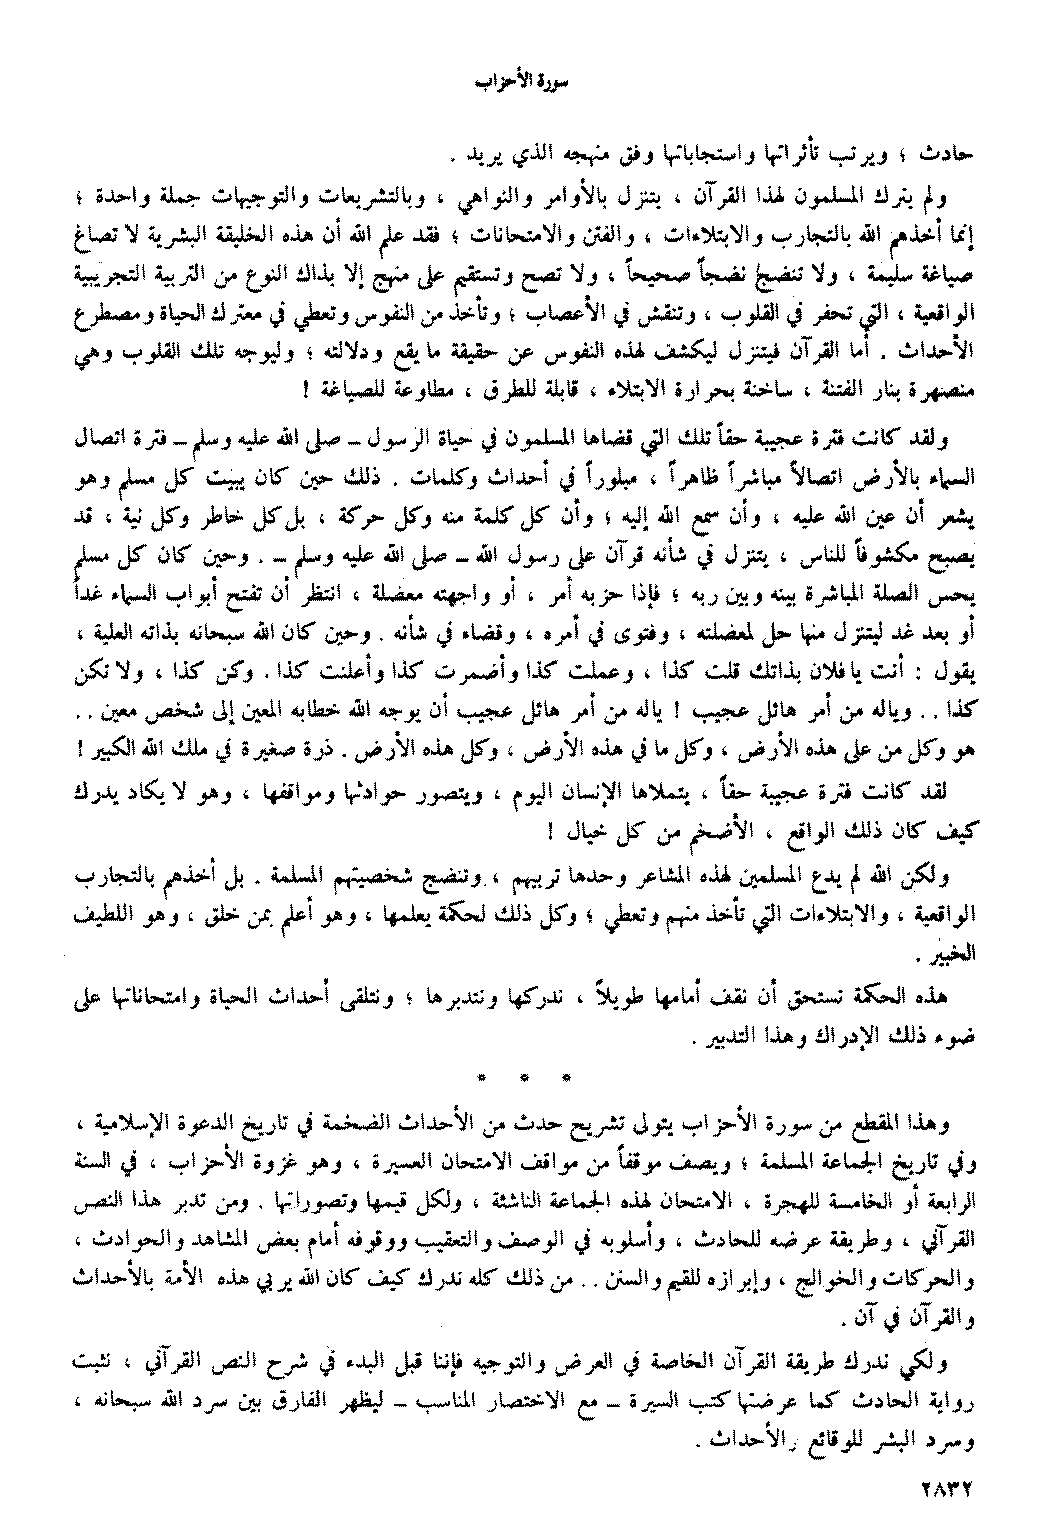 سورة الأحزاب
حادث ؛ ويرتب تأثراتها واستجاباتها وفق منهجه الذي يريد .
ولم يترك المسلمون لهذا القرآن ، يتنزل بالأوامر والنواهي ، وبالتشريعات والتوجيهات جملة واحدة ؛
إنما أخذهم الله بالتجارب والابتلاءات ، والفتن والامتحانات ؛ فقد علم الله أن هذه الخليقة البشرية لا تصاغ
صياغة سليمة ، ولا تنضج نضجاً صحيحاً ، ولا تصح وتستقيم على منهج إلا بذاك النوع من التربية التجريبية
الواقعية ، التي تحفر في القلوب ، وتنقش في الأعصاب ؛ وتأخذ من النفوس وتعطي في معترك الحياة ومصطرع
الأحداث . أما القرآن فيتنزل ليكشف لهذه النفوس عن حقيقة ما يقع ودلالته ؛ وليوجه تلك القلوب وهي
منصهرة بنار الفتنة ، ساخنة بحرارة الابتلاء ، قابلة للطرق ، مطاوعة للصياغة !
ولقد كانت فترة عجيبة حقاً تلك التي قضاها المسلمون في حياة الرسول – صلى الله عليه وسلم – فترة اتصال
السماء بالأرض اتصالاً مباشراً ظاهراً ، مبلوراً في أحداث وكلمات . ذلك حين كان يبيت كل مسلم وهو
يشعر أن عين الله عليه ، وأن سمع الله إليه ؛ وأن كل كلمة منه وكل حركة ، بل كل خاطر وكل نية ، قد
يصبح مكشوفاً للناس ، يتنزل في شأنه قرآن على رسول الله – صلى الله عليه وسلم – . وحين كان كل مسلم
يحس الصلة المباشرة بينه وبين ربه ؛ فإذا حزبه أمر ، أو واجهته معضلة ، انتظر أن تفتح أبواب السماء غداً
أو بعد غد ليتنزل منها حل لمعضلته ، وفتوى في أمره ، وقضاء في شأنه . وحين كان الله سبحانه بذاته العلية ،
يقول : أنت يا فلان بذاتك قلت كذا ، وعملت كذا وأضمرت كذا وأعلنت كذا . وكن كذا ، ولا تكن
كذا .. وياله من أمر هائل عجيب ! ياله من أمر هائل عجيب أن يوجه الله خطابه المعين إلى شخص معين ..
هو وكل من على هذه الأرض ، وكل ما في هذه الأرض ، وكل هذه الأرض . ذرة صغيرة في ملك الله الكبير !
لقد كانت فترة عجيبة حقاً ، يتملاها الإنسان اليوم ، ويتصور حوادثها ومواقفها ، وهو لا يكاد يدرك
كيف كان ذلك الواقع ، الأضخم من كل خيال !
ولكن الله لم يدع المسلمين لهذه المشاعر وحدها تربيهم ، وتنضج شخصيتهم المسلمة . بل أخذهم بالتجارب
الواقعية ، والابتلاءات التي تأخذ منهم وتعطي ؛ وكل ذلك لحكمة يعلمها ، وهو أعلم بمن خلق ، وهو اللطيف
الخبير .
هذه الحكمة تستحق أن نقف أمامها طويلاً ، ندركها ونتدبرها ؛ ونتلقى أحداث الحياة وامتحاناتها على
ضوء ذلك الإدراك وهذا التدبير .
* * *
وهذا المقطع من سورة الأحزاب يتولى تشريح حدث من الأحداث الضخمة في تاريخ الدعوة الإسلامية ،
وفي تاريخ الجماعة المسلمة ؛ ويصف موقفاً من مواقف الامتحان العسيرة ، وهو غزوة الأحزاب ، في السنة
الرابعة أو الخامسة للهجرة ، الامتحان لهذه الجماعة الناشئة ، ولكل قيمها وتصوراتها . ومن تدبر هذا النص
القرآني ، وطريقة عرضه للحادث ، وأسلوبه في الوصف والتعقيب ووقوفه أمام بعض المشاهد والحوادث ،
والحركات والخوالج ، وإبرازه للقيم والسنن .. من ذلك كله ندرك كيف كان الله يربي هذه الأمة بالأحداث
والقرآن في آن .
ولكي ندرك طريقة القرآن الخاصة في العرض والتوجيه فإننا قبل البدء في شرح النص القرآني ، نثبت
رواية الحادث كما عرضتها كتب السيرة – مع الاختصار المناسب – ليظهر الفارق بين سرد الله سبحانه ،
وسرد البشر للوقائع والأحداث .
٢٨٣٢